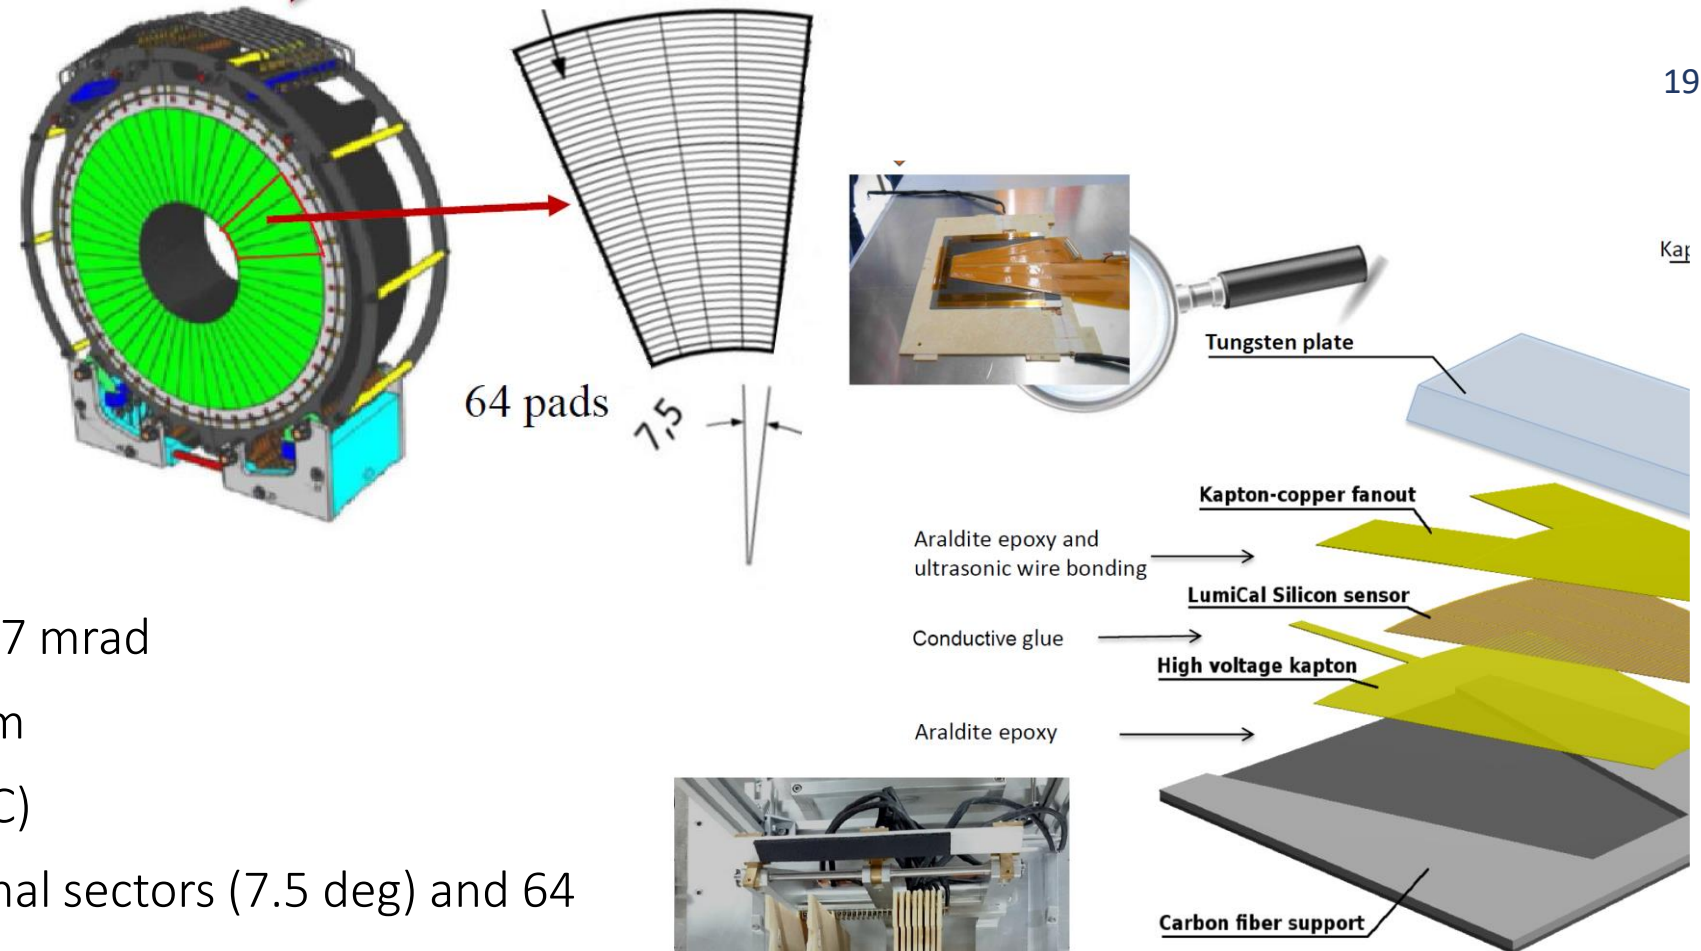 19
64 pads
7,5
Tungsten plate
Kapton-copper fanout
Araldite epoxy and
ultrasonic wire bonding
LumiCal Silicon sensor
Conductive glue
High voltage kapton
Araldite epoxy
Carbon fiber support
7 mrad
m
C)
nal sectors (7.5 deg) and 64
Kap